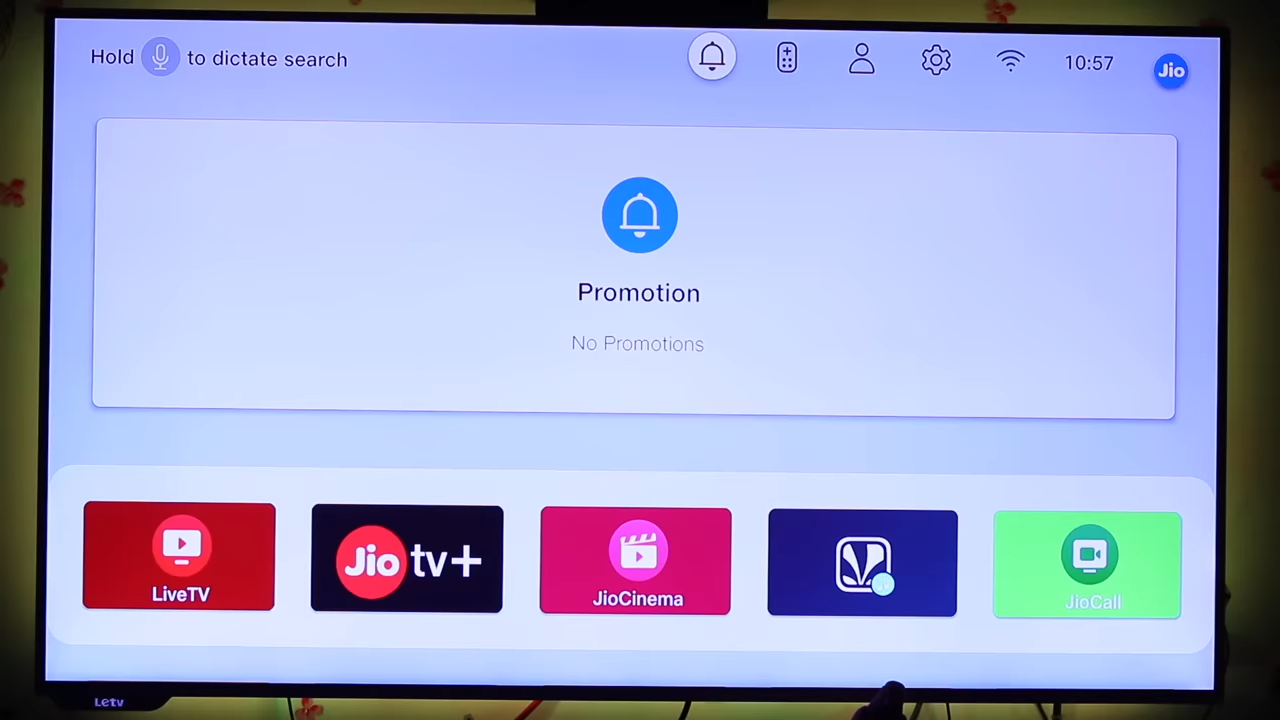 Hold to dictate search
10:57
Jio
Promotion
No Promotions
LiveTV
Jio tv+
JioCinema
JioCall
Letv